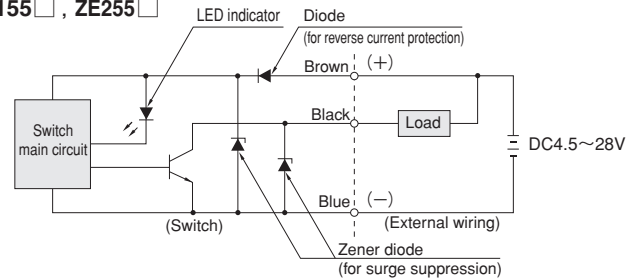 155□ , ZE255□
LED indicator
Diode
(for reverse current protection)
Brown
(+)
Black
Load
Switch
main circuit
DC4.5～28V
Blue
(−)
(Switch)
(External wiring)
Zener diode
(for surge suppression)